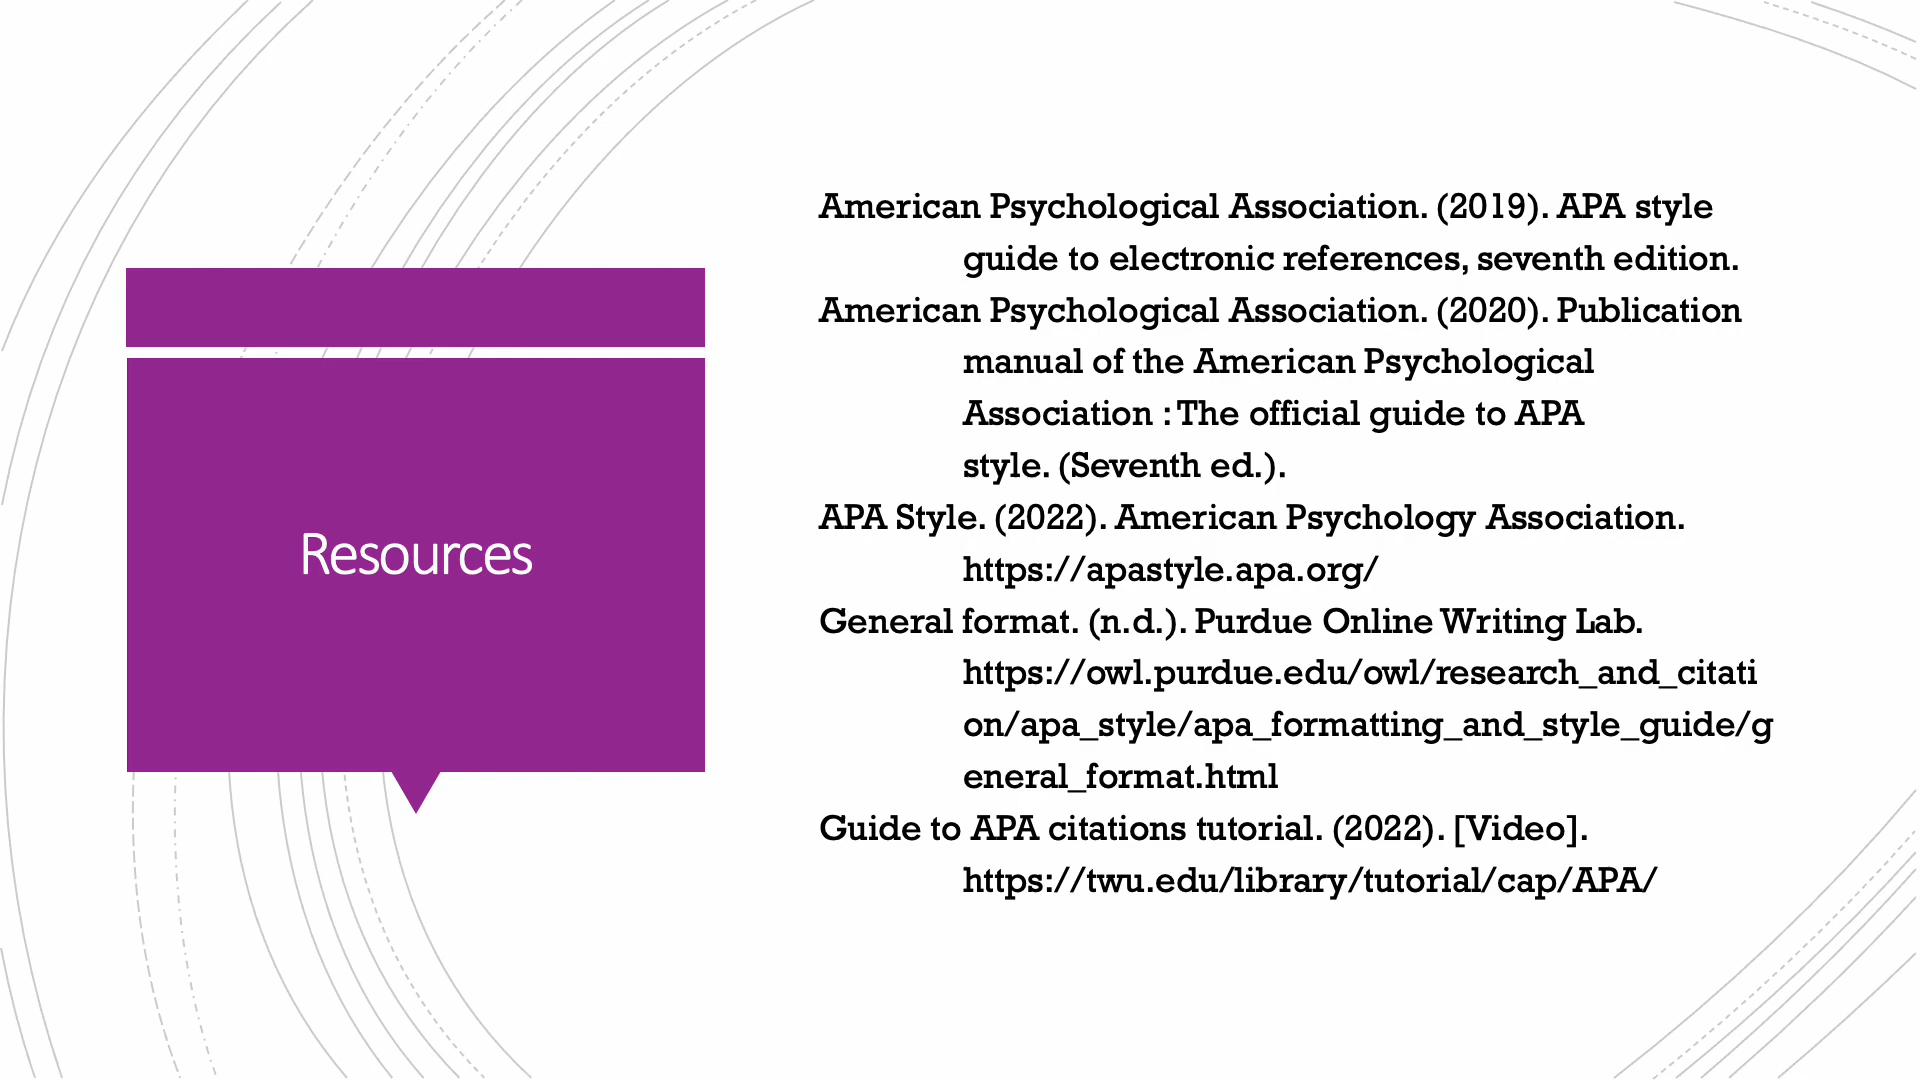 Resources
American Psychological Association. (2019). APA style
guide to electronic references, seventh edition.
American Psychological Association. (2020). Publication
manual of the American Psychological
Association : The official guide to APA
style. (Seventh ed.).
APA Style. (2022). American Psychology Association.
https://apastyle.apa.org/
General format. (n.d.). Purdue Online Writing Lab.
https://owl.purdue.edu/owl/research_and_citati
on/apa_style/apa_formatting_and_style_guide/g
eneral_format.html
Guide to APA citations tutorial. (2022). [Video].
https://twu.edu/library/tutorial/cap/APA/